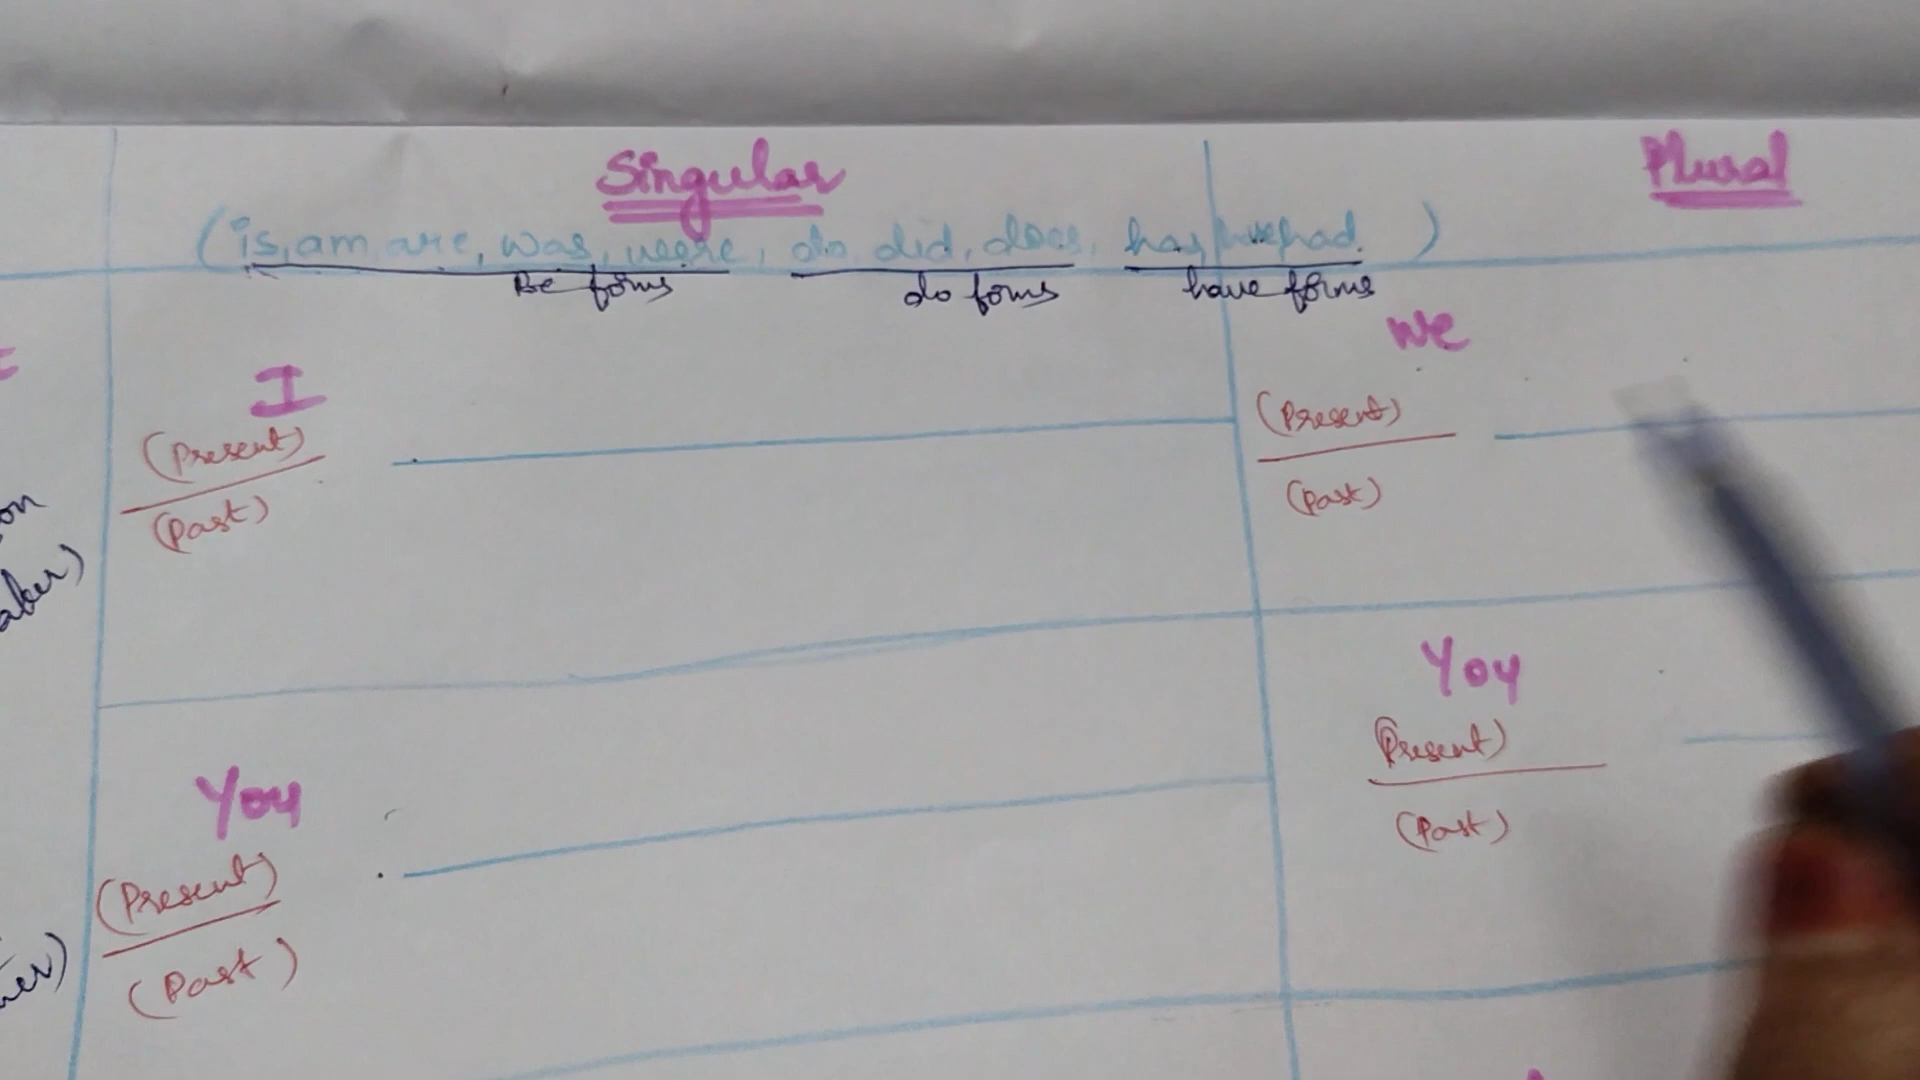 Singular
Plural
(is, am are, was, were, do did, does, has/have/had )
Be forms
do forms
have forms
We
I
(Present)
(Past)
(Present)
(Past)
on
aker)
You
(Present)
(Past)
You
(Present)
(Past)